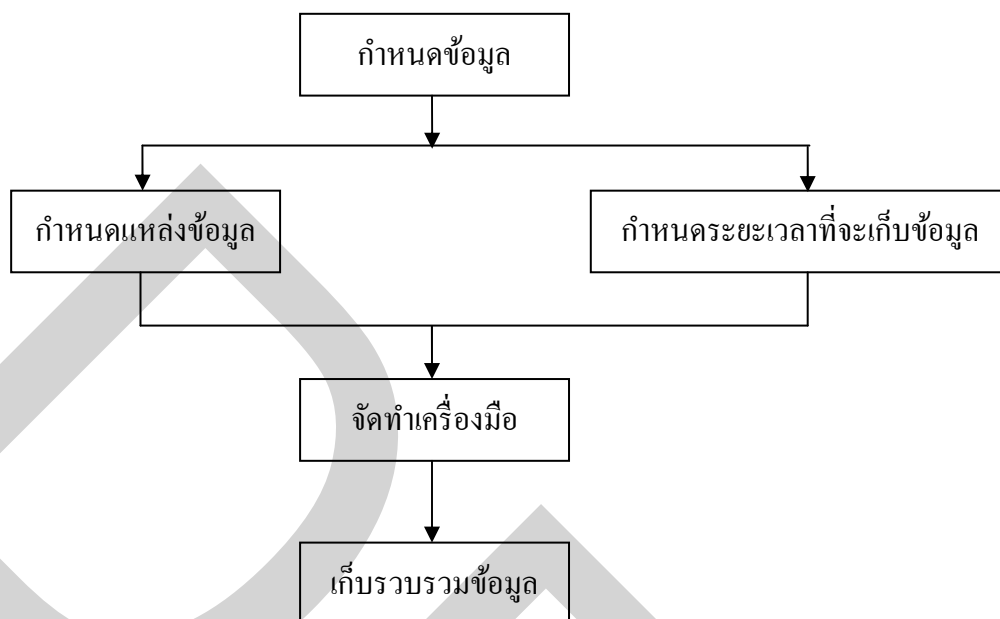 กำหนดข้อมูล
กำหนดแหล่งข้อมูล
กำหนดระยะเวลาที่จะเก็บข้อมูล
จัดทำเครื่องมือ
เก็บรวบรวมข้อมูล